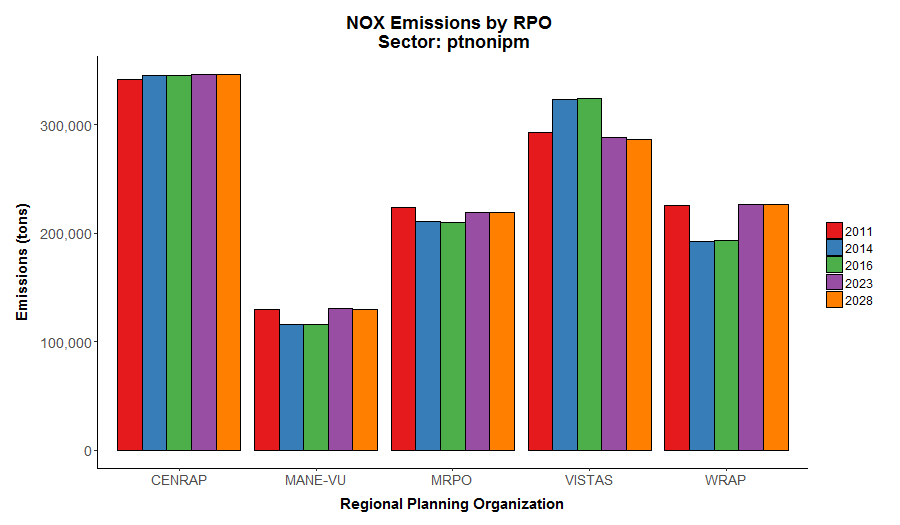 NOX Emissions by RPO
Sector: ptnonipm
Emissions (tons)
300,000
200,000
100,000
0
CENRAP
MANE-VU
MRPO
VISTAS
WRAP
Regional Planning Organization
2011
2014
2016
2023
2028